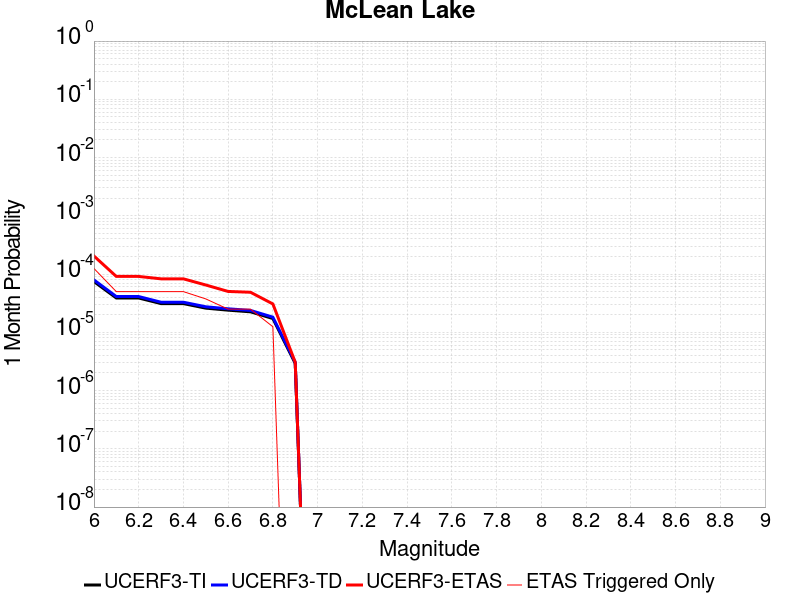 McLean Lake
10^0
10^-1
10^-2
10^-3
10^-4
10^-5
10^-6
10^-7
10^-8
1 Month Probability
6 6.2 6.4 6.6 6.8 7 7.2 7.4 7.6 7.8 8 8.2 8.4 8.6 8.8 9
Magnitude
UCERF3-TI UCERF3-TD UCERF3-ETAS ETAS Triggered Only